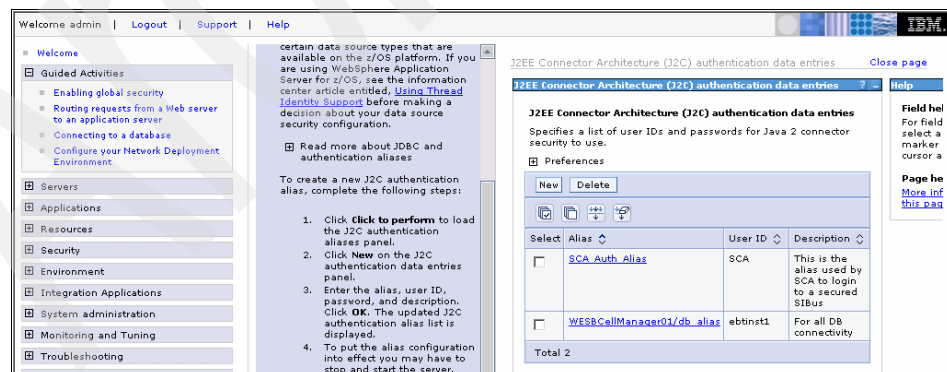 Welcome admin | Logout | Support | Help
IBM.
Welcome
Guided Activities
Enabling global security
Routing requests from a Web server
to an application server
Connecting to a database
Configure your Network Deployment
Environment
Servers
Applications
Resources
Security
Environment
Integration Applications
System administration
Monitoring and Tuning
Troubleshooting
certain data source types that are
available on the z/OS platform. If you
are using WebSphere Application
Server for z/OS, see the information
center article entitled, Using Thread
Identity Support before making a
decision about your data source
security configuration.
Read more about JDBC and
authentication aliases
To create a new J2C authentication
alias, complete the following steps:
1. Click Click to perform to load
the J2C authentication
aliases panel.
2. Click New on the J2C
authentication data entries
panel.
3. Enter the alias, user ID,
password, and description.
Click OK. The updated J2C
authentication alias list is
displayed.
4. To put the alias configuration
into effect you may have to
stop and start the server.
J2EE Connector Architecture (J2C) authentication data entries Close page
J2EE Connector Architecture (J2C) authentication data entries ? -
J2EE Connector Architecture (J2C) authentication data entries
Specifies a list of user IDs and passwords for Java 2 connector
security to use.
Preferences
New Delete
Select Alias User ID Description
SCA_Auth_Alias SCA This is the
alias used by
SCA to login
to a secured
SIBus
WESBCellManager01/db_alias ebtinst1 For all DB
connectivity
Total 2
Help
Field hel
For field
select a
marker
cursor a
Page he
More inf
this pag